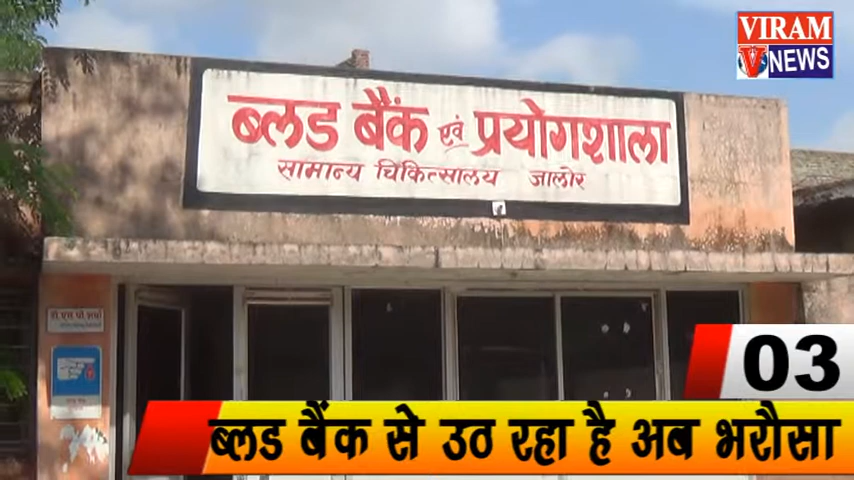 VIRAM
NEWS
ब्लड बैंक एवं प्रयोगशाला
सामान्य चिकित्सालय जालोर
03
ब्लड बैंक से उठ रहा है अब भरौसा